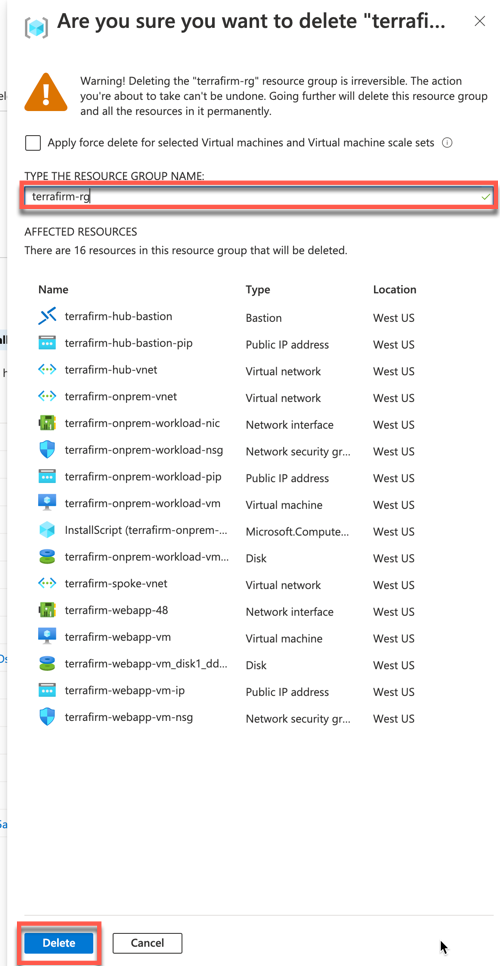 Are you sure you want to delete "terrafi...
Warning! Deleting the "terrafirm-rg" resource group is irreversible. The action
you're about to take can't be undone. Going further will delete this resource group
and all the resources in it permanently.
Apply force delete for selected Virtual machines and Virtual machine scale sets
TYPE THE RESOURCE GROUP NAME:
terrafirm-rg
AFFECTED RESOURCES
There are 16 resources in this resource group that will be deleted.
Name Type Location
terrafirm-hub-bastion Bastion West US
terrafirm-hub-bastion-pip Public IP address West US
terrafirm-hub-vnet Virtual network West US
terrafirm-onprem-vnet Virtual network West US
terrafirm-onprem-workload-nic Network interface West US
terrafirm-onprem-workload-nsg Network security gr... West US
terrafirm-onprem-workload-pip Public IP address West US
terrafirm-onprem-workload-vm Virtual machine West US
InstallScript (terrafirm-onprem-... Microsoft.Compute... West US
terrafirm-onprem-workload-vm... Disk West US
terrafirm-spoke-vnet Virtual network West US
terrafirm-webapp-48 Network interface West US
terrafirm-webapp-vm Virtual machine West US
terrafirm-webapp-vm_disk1_dd... Disk West US
terrafirm-webapp-vm-ip Public IP address West US
terrafirm-webapp-vm-nsg Network security gr... West US
Delete Cancel